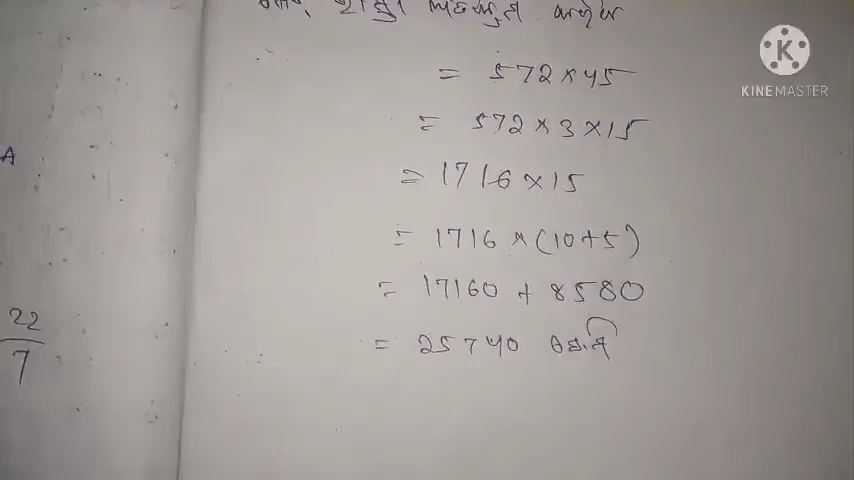 = 572 × 45
= 572 × 3 × 15
= 1716 × 15
= 1716 × (10+5)
= 17160 + 8580
= 25740
A
22
7
KINEMASTER